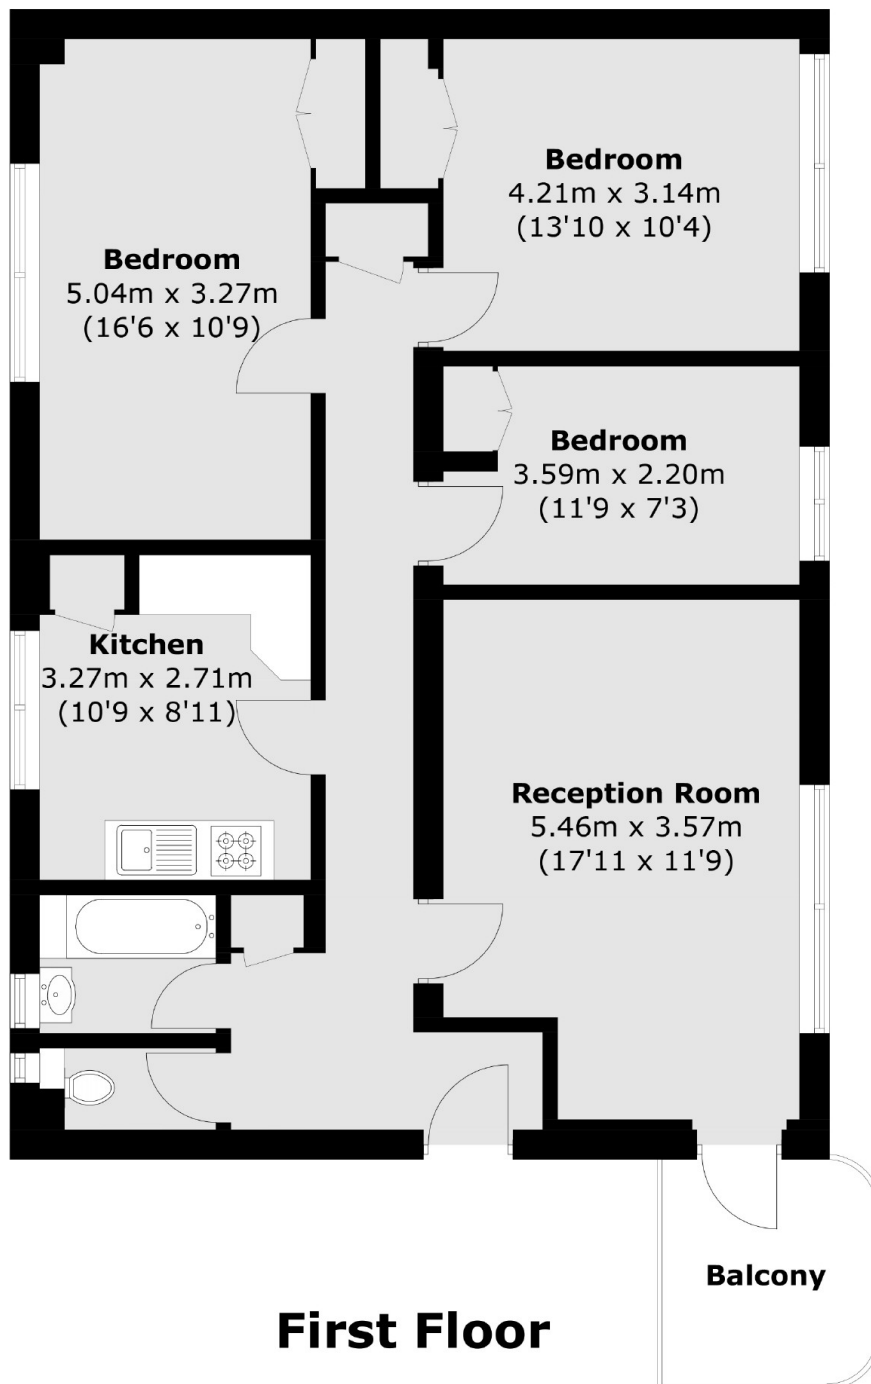 Bedroom
4.21m x 3.14m
(13'10 x 10'4)
Bedroom
5.04m x 3.27m
(16'6 x 10'9)
Bedroom
3.59m x 2.20m
(11'9 x 7'3)
Kitchen
3.27m x 2.71m
(10'9 x 8'11)
Reception Room
5.46m x 3.57m
(17'11 x 11'9)
Balcony
First Floor